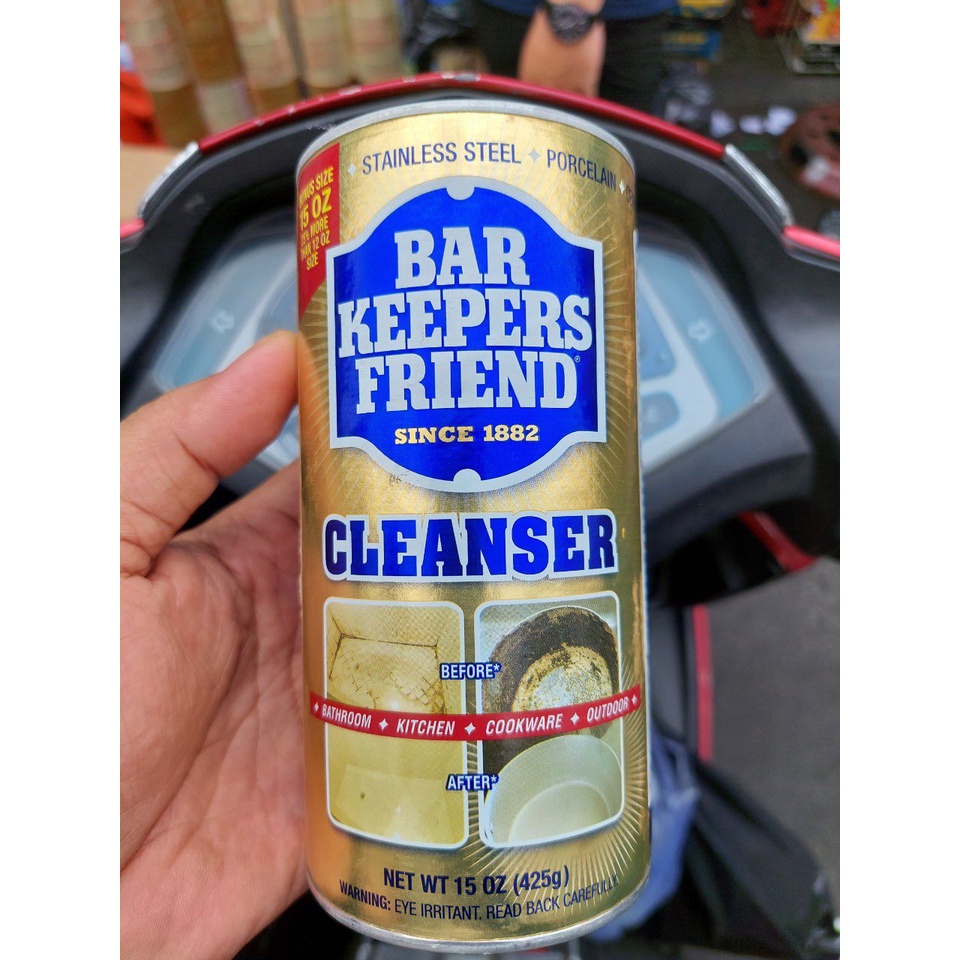 STAINLESS STEEL ✦ PORCELAIN ✦
BONUS SIZE
15 OZ
25% MORE
THAN 12 OZ
SIZE
BAR
KEEPERS
FRIEND®
SINCE 1882
CLEANSER
BEFORE*
✦ BATHROOM ✦ KITCHEN ✦ COOKWARE ✦ OUTDOOR ✦
AFTER*
NET WT 15 OZ (425g)
WARNING: EYE IRRITANT. READ BACK CAREFULLY.